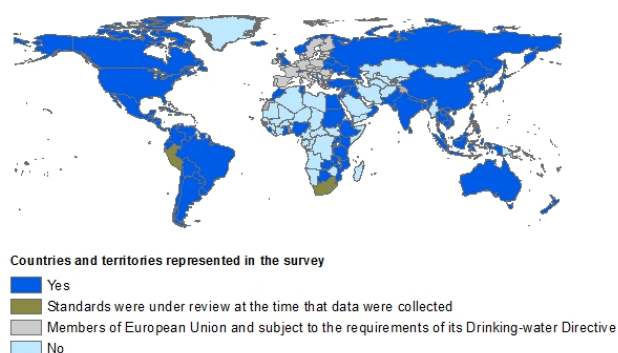 Countries and territories represented in the survey
Yes
Standards were under review at the time that data were collected
Members of European Union and subject to the requirements of its Drinking-water Directive
No